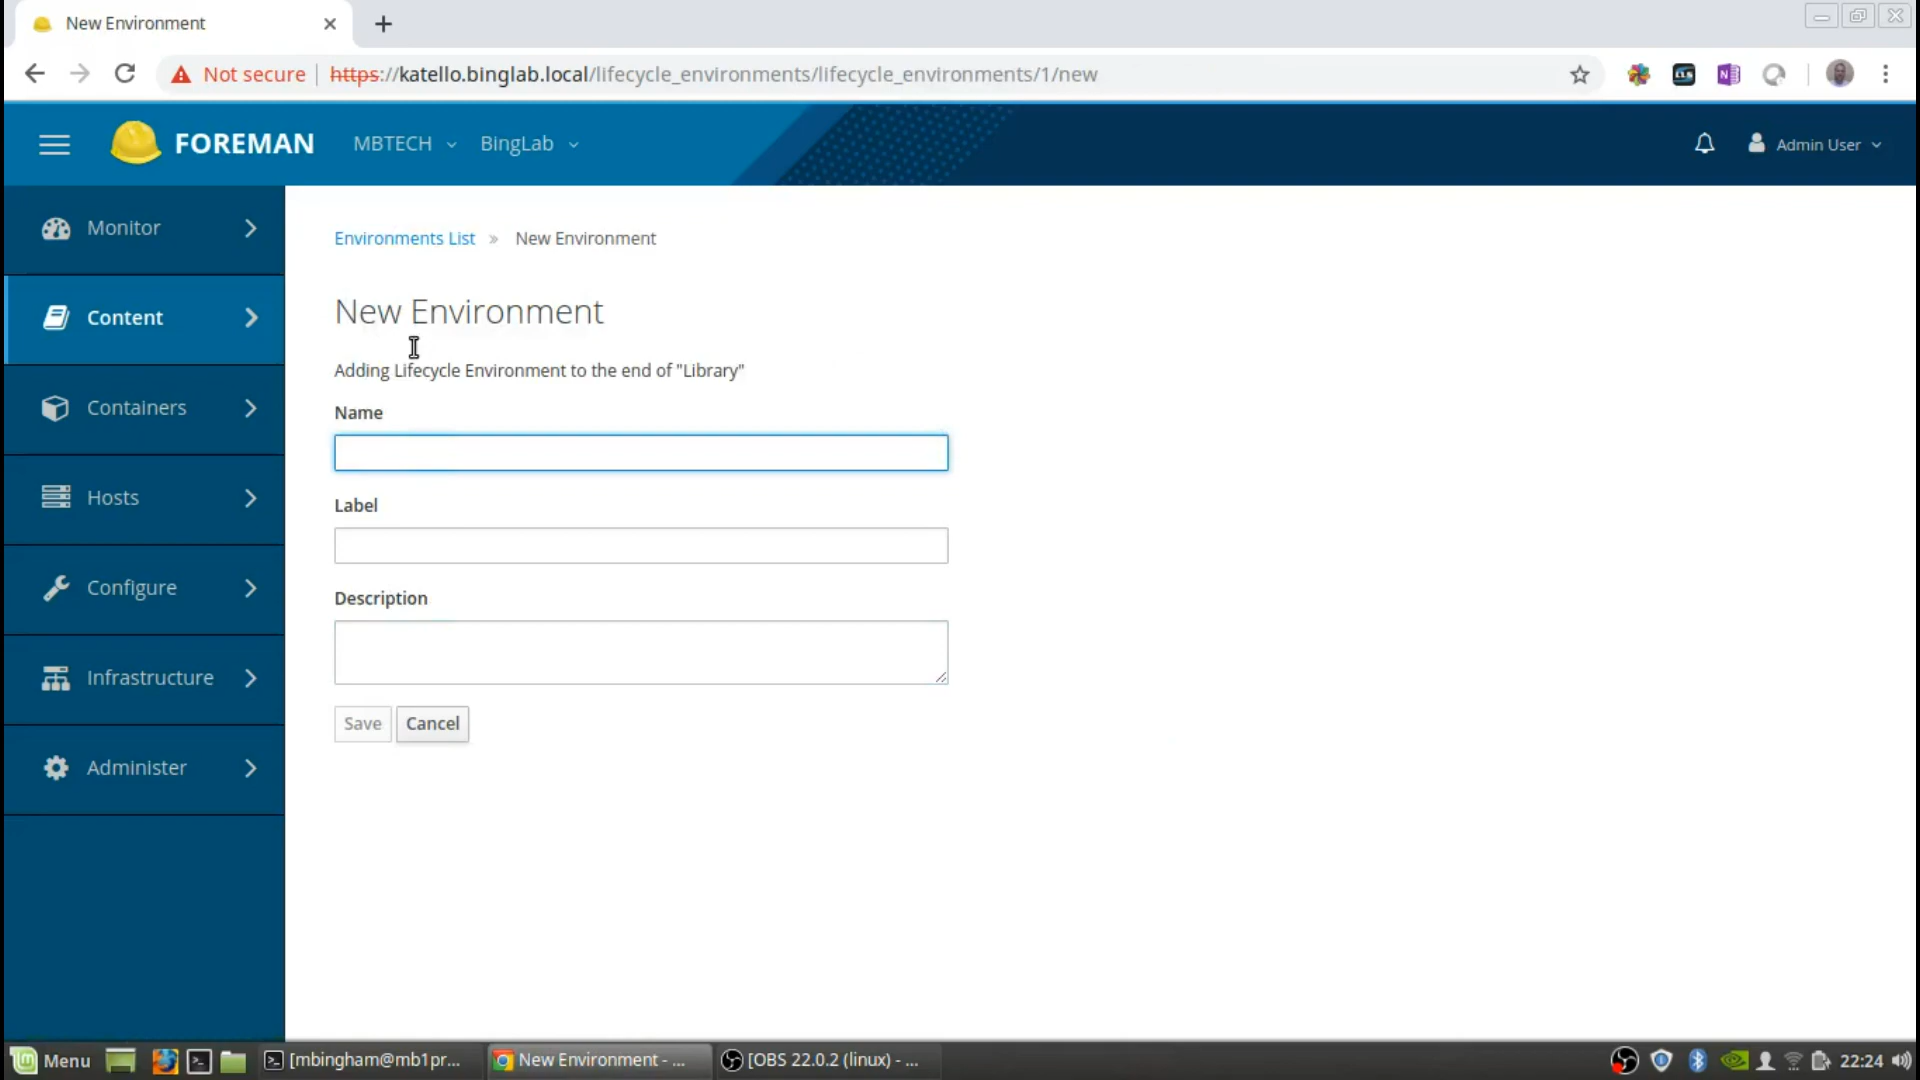 New Environment
Not secure
https://katello.binglab.local/lifecycle_environments/lifecycle_environments/1/new
FOREMAN
MBTECH
BingLab
Admin User
Monitor
Content
Containers
Hosts
Configure
Infrastructure
Administer
Environments List » New Environment
New Environment
Adding Lifecycle Environment to the end of "Library"
Name
Label
Description
Save
Cancel
Menu
[mbingham@mb1pr...
New Environment - ...
[OBS 22.0.2 (linux) - ...
22:24